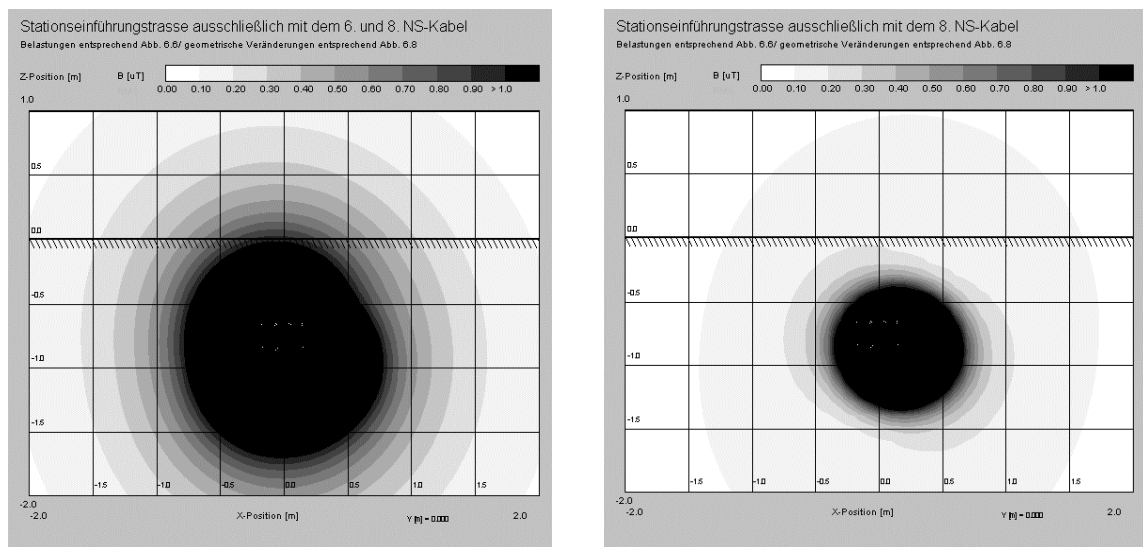 Stationseinführungstrasse ausschließlich mit dem 6. und 8. NS-Kabel
Belastungen entsprechend Abb. 6.6/ geometrische Veränderungen entsprechend Abb. 6.8
Z-Position [m] B [uT]
0.00 0.10 0.20 0.30 0.40 0.50 0.60 0.70 0.80 0.90 > 1.0
1.0
0.5
0.0
-0.5
-1.0
-1.5
-1.5 -1.0 -0.5 0.0 0.5 1.0 1.5
-2.0
-2.0 X-Position [m] Y [m] = 0.000 2.0
Stationseinführungstrasse ausschließlich mit dem 8. NS-Kabel
Belastungen entsprechend Abb. 6.6/ geometrische Veränderungen entsprechend Abb. 6.8
Z-Position [m] B [uT]
0.00 0.10 0.20 0.30 0.40 0.50 0.60 0.70 0.80 0.90 > 1.0
1.0
0.5
0.0
-0.5
-1.0
-1.5
-1.5 -1.0 -0.5 0.0 0.5 1.0 1.5
-2.0
-2.0 X-Position [m] Y [m] = 0.000 2.0